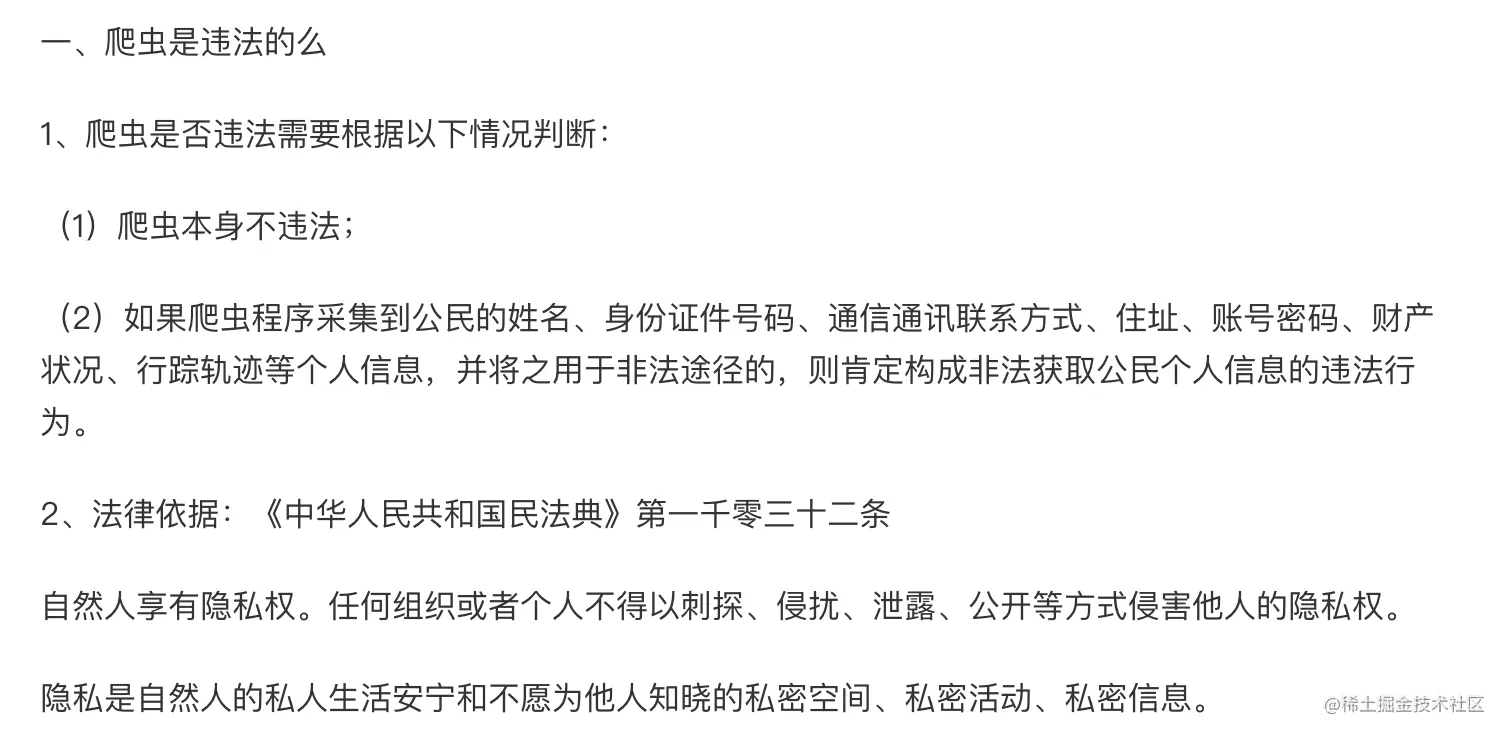 一、爬虫是违法的么
1、爬虫是否违法需要根据以下情况判断：
（1）爬虫本身不违法；
（2）如果爬虫程序采集到公民的姓名、身份证件号码、通信通讯联系方式、住址、账号密码、财产
状况、行踪轨迹等个人信息，并将之用于非法途径的，则肯定构成非法获取公民个人信息的违法行
为。
2、法律依据：《中华人民共和国民法典》第一千零三十二条
自然人享有隐私权。任何组织或者个人不得以刺探、侵扰、泄露、公开等方式侵害他人的隐私权。
隐私是自然人的私人生活安宁和不愿为他人知晓的私密空间、私密活动、私密信息。
@稀土掘金技术社区